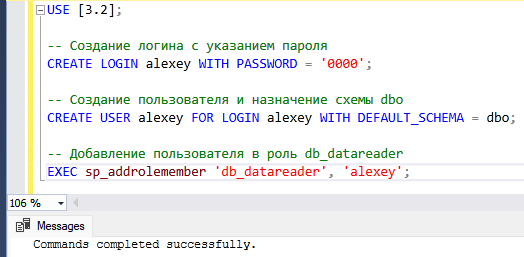 USE [3.2];
-- Создание логина с указанием пароля
CREATE LOGIN alexey WITH PASSWORD = '0000';
-- Создание пользователя и назначение схемы dbo
CREATE USER alexey FOR LOGIN alexey WITH DEFAULT_SCHEMA = dbo;
-- Добавление пользователя в роль db_datareader
EXEC sp_addrolemember 'db_datareader', 'alexey';
106 %
Messages
Commands completed successfully.